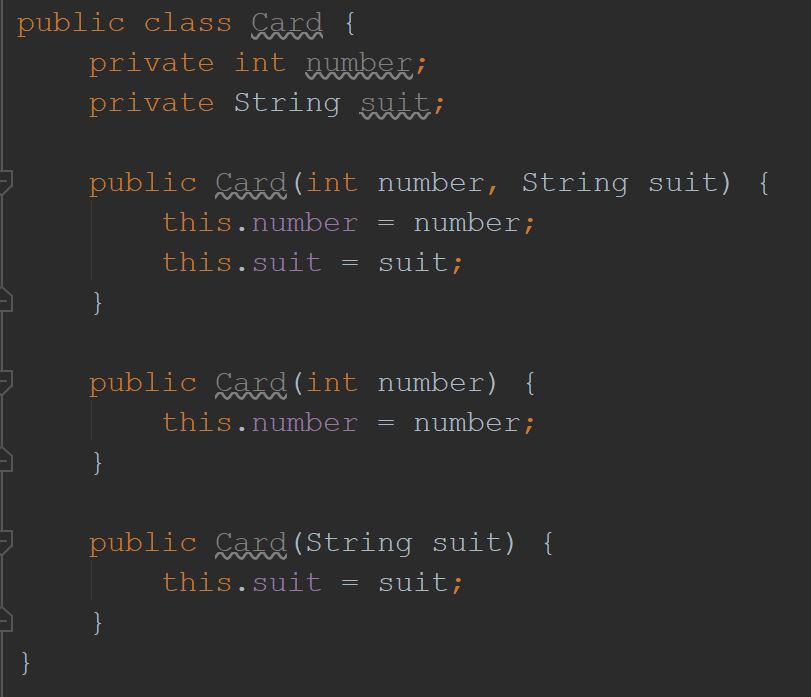 public class Card {
    private int number;
    private String suit;

    public Card(int number, String suit) {
        this.number = number;
        this.suit = suit;
    }

    public Card(int number) {
        this.number = number;
    }

    public Card(String suit) {
        this.suit = suit;
    }
}